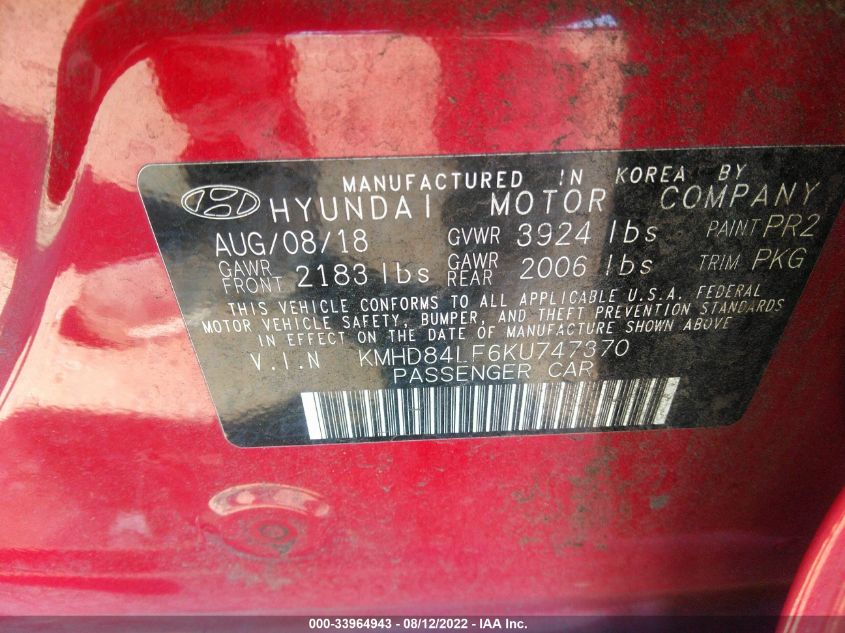 MANUFACTURED IN KOREA BY
HYUNDAI MOTOR COMPANY
AUG/08/18 GVWR 3924 lbs PAINT PR2
GAWR FRONT 2183 lbs GAWR REAR 2006 lbs TRIM PKG
THIS VEHICLE CONFORMS TO ALL APPLICABLE U.S.A. FEDERAL
MOTOR VEHICLE SAFETY, BUMPER, AND THEFT PREVENTION STANDARDS
IN EFFECT ON THE DATE OF MANUFACTURE SHOWN ABOVE
V.I.N KMHD84LF6KU747370
PASSENGER CAR
000-33964943 - 08/12/2022 - IAA Inc.